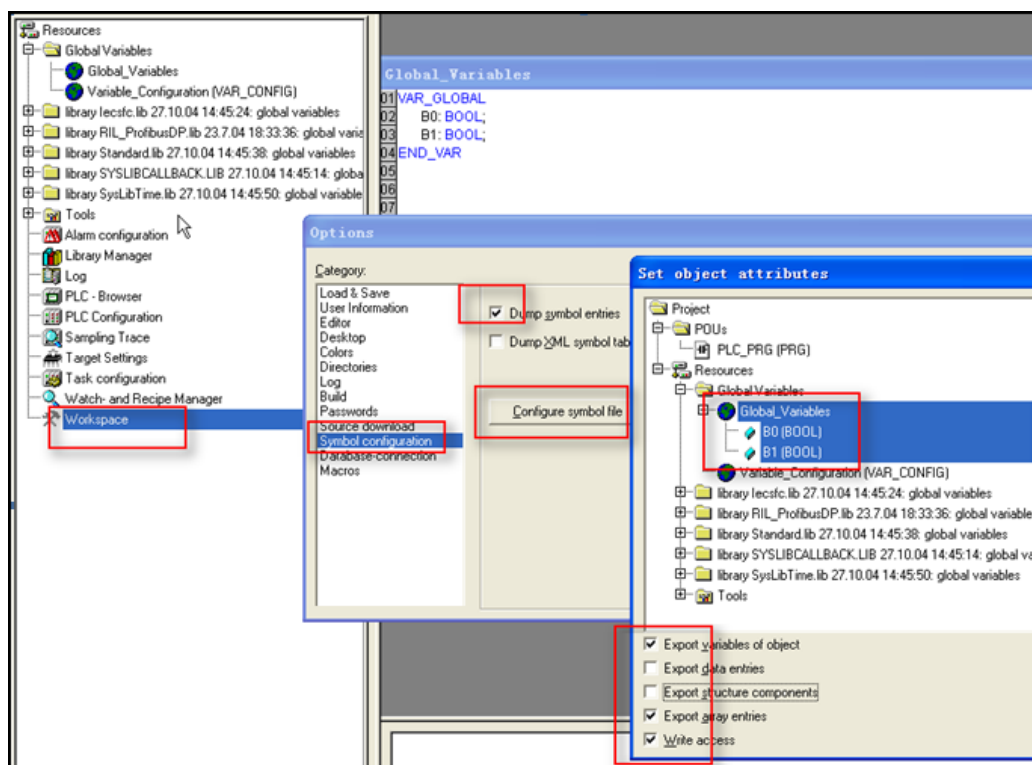 Resources
Global Variables
Global_Variables
Variable_Configuration (VAR_CONFIG)
library Iecsfc.lib 27.10.04 14:45:24: global variables
library RIL_ProfibusDP.lib 23.7.04 18:33:36: global varia
library Standard.lib 27.10.04 14:45:38: global variables
library SYSLIBCALLBACK.LIB 27.10.04 14:45:14: globa
library SysLibTime.lib 27.10.04 14:45:50: global variable
Tools
Alarm configuration
Library Manager
Log
PLC - Browser
PLC Configuration
Sampling Trace
Target Settings
Task configuration
Watch- and Recipe Manager
Workspace
Global_Variables
01 VAR_GLOBAL
02 B0: BOOL;
03 B1: BOOL;
04 END_VAR
05
06
07
Options
Category:
Load & Save
User Information
Editor
Desktop
Colors
Directories
Log
Build
Passwords
Source download
Symbol configuration
Database-connection
Macros
Dump symbol entries
Dump XML symbol tab
Configure symbol file
Set object attributes
Project
POUs
PLC_PRG (PRG)
Resources
Global Variables
Global_Variables
B0 (BOOL)
B1 (BOOL)
Variable_Configuration (VAR_CONFIG)
library Iecsfc.lib 27.10.04 14:45:24: global variables
library RIL_ProfibusDP.lib 23.7.04 18:33:36: global variable
library Standard.lib 27.10.04 14:45:38: global variables
library SYSLIBCALLBACK.LIB 27.10.04 14:45:14: global va
library SysLibTime.lib 27.10.04 14:45:50: global variables
Tools
Export variables of object
Export data entries
Export structure components
Export array entries
Write access